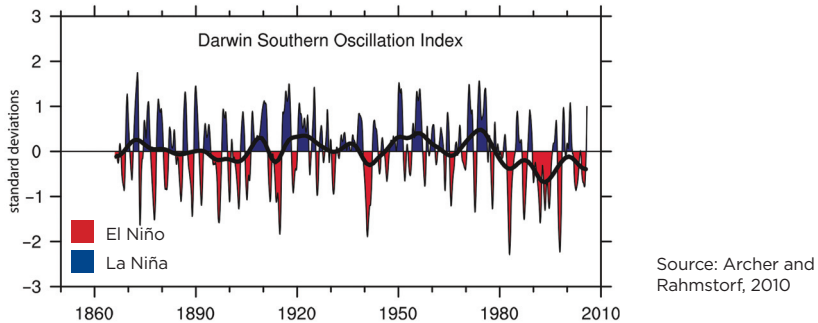 Darwin Southern Oscillation Index
standard deviations
3
2
1
0
−1
−2
−3
El Niño
La Niña
1860 1890 1920 1950 1980 2010
Source: Archer and
Rahmstorf, 2010